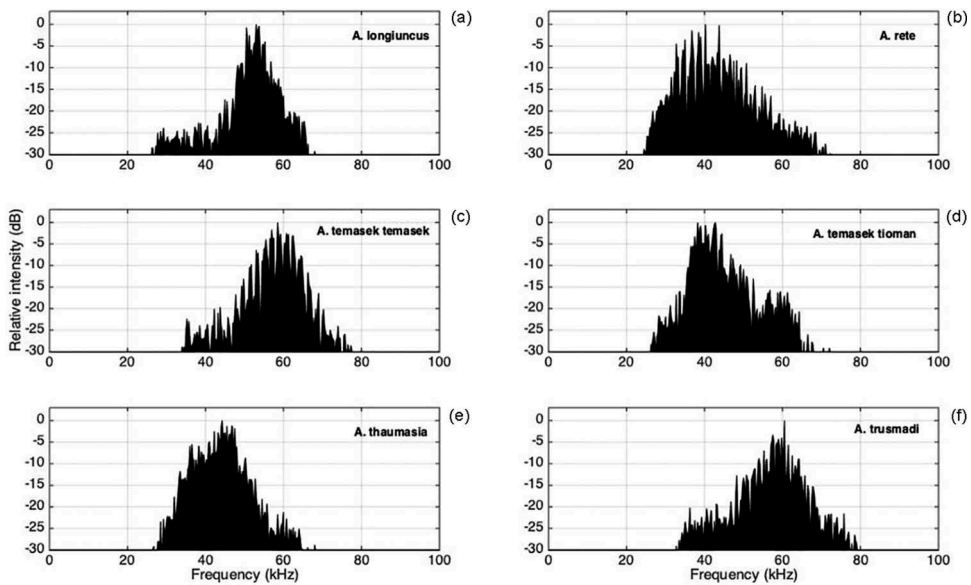 (a)
A. longiuncus
0
-5
-10
-15
-20
-25
-30
0 20 40 60 80 100
(b)
A. rete
0
-5
-10
-15
-20
-25
-30
0 20 40 60 80 100
(c)
A. temasek temasek
0
-5
-10
-15
-20
-25
-30
0 20 40 60 80 100
Relative intensity (dB)
(d)
A. temasek tioman
0
-5
-10
-15
-20
-25
-30
0 20 40 60 80 100
(e)
A. thaumasia
0
-5
-10
-15
-20
-25
-30
0 20 40 60 80 100
Frequency (kHz)
(f)
A. trusmadi
0
-5
-10
-15
-20
-25
-30
0 20 40 60 80 100
Frequency (kHz)